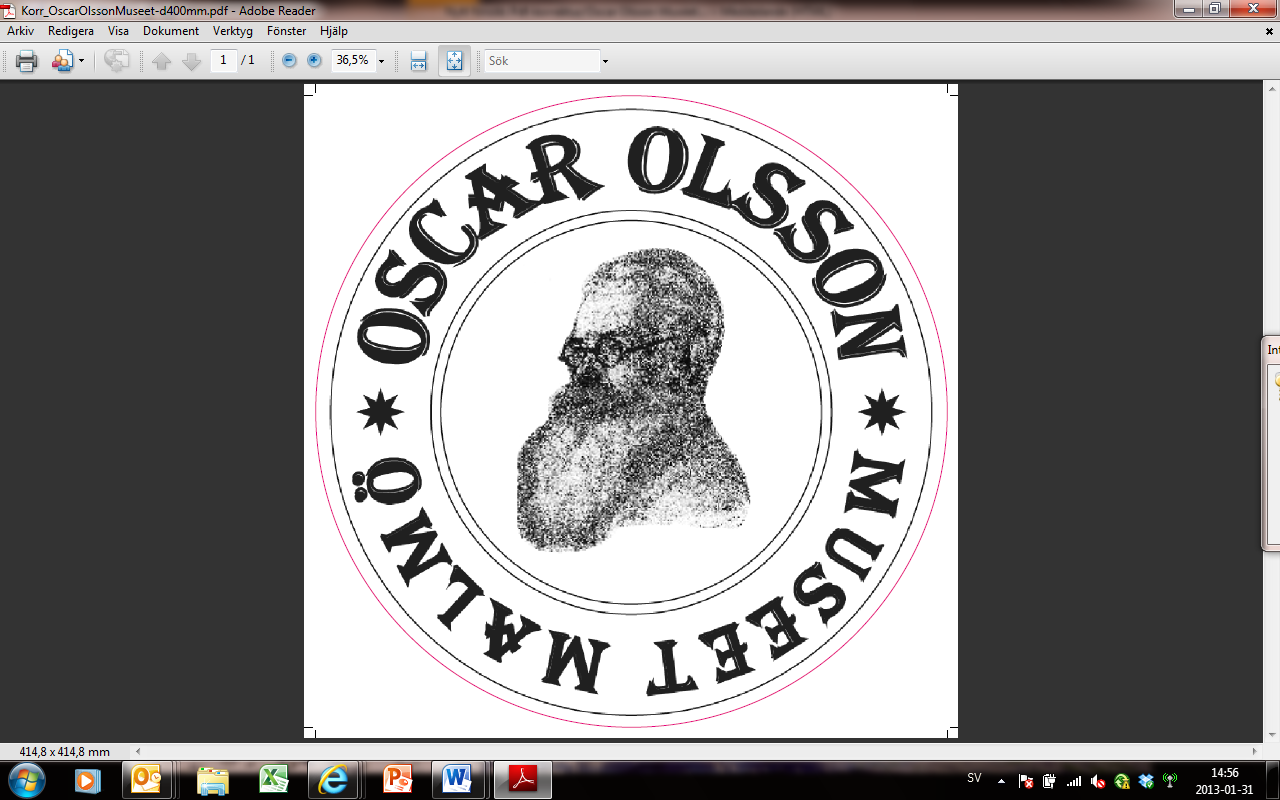 Korr_OscarOlssonMuseet-d400mm.pdf - Adobe Reader
Arkiv Redigera Visa Dokument Verktyg Fönster Hjälp
1 / 1 36,5% Sök
OSCAR OLSSON
MUSEET MALMÖ
Int
414,8 x 414,8 mm
SV 14:56
2013-01-31